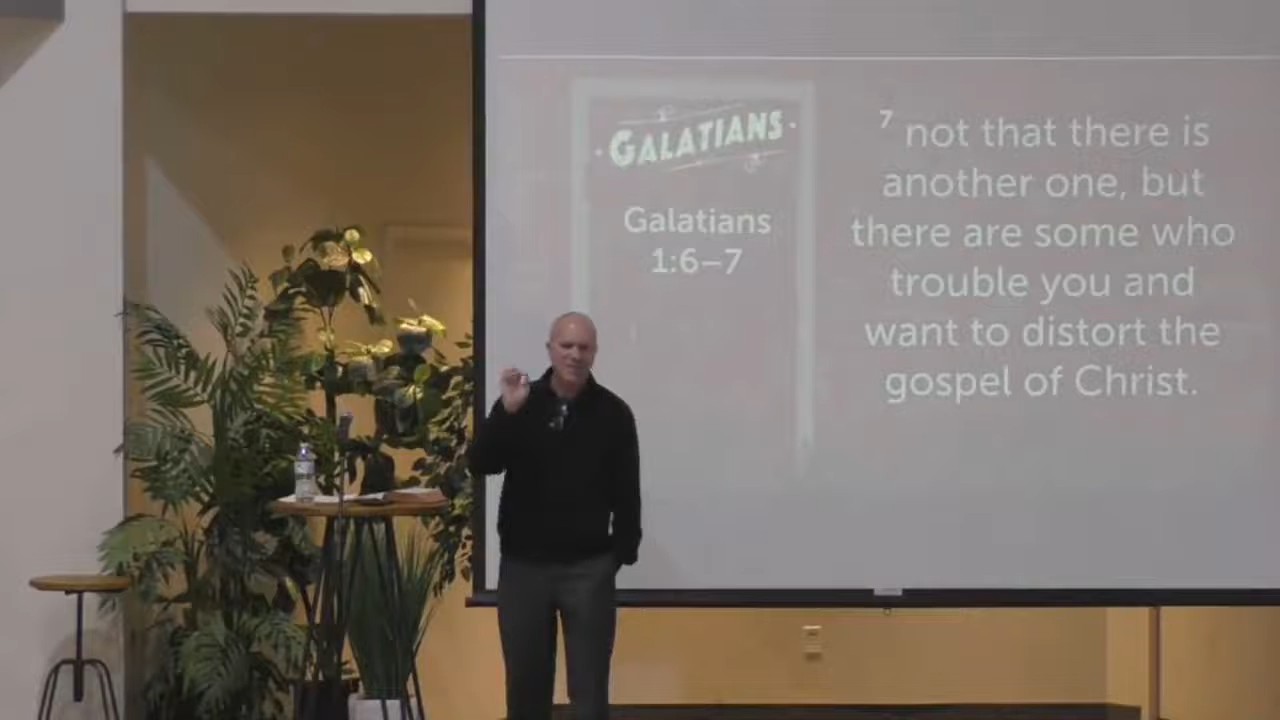 · GALATIANS ·
Galatians
1:6–7
7 not that there is
another one, but
there are some who
trouble you and
want to distort the
gospel of Christ.